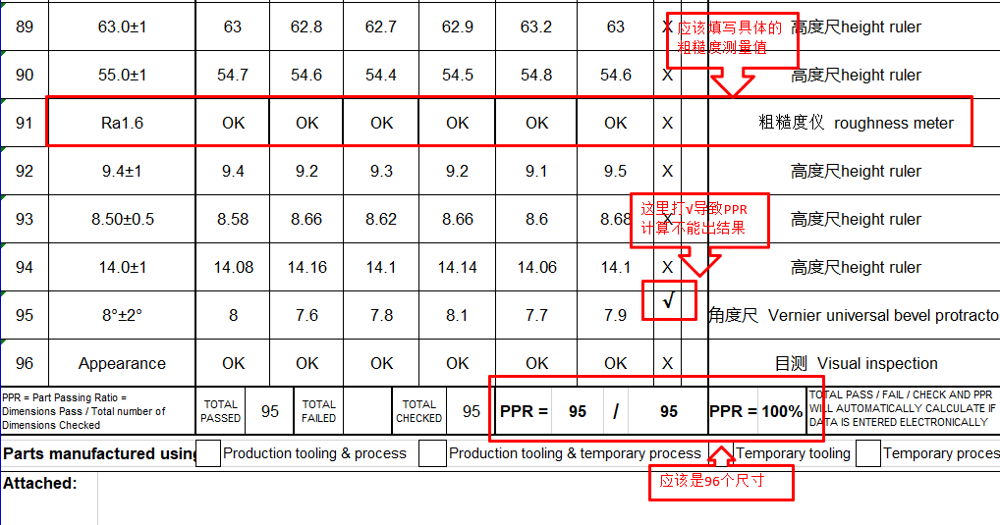 89 63.0±1 63 62.8 62.7 62.9 63.2 63 X 高度尺height ruler
应该填写具体的
粗糙度测量值
90 55.0±1 54.7 54.6 54.4 54.5 54.8 54.6 X 高度尺height ruler
91 Ra1.6 OK OK OK OK OK OK X 粗糙度仪 roughness meter
92 9.4±1 9.4 9.2 9.3 9.2 9.1 9.5 X 高度尺height ruler
93 8.50±0.5 8.58 8.66 8.62 8.66 8.6 8.68 X 高度尺height ruler
这里打√导致PPR
计算不能出结果
94 14.0±1 14.08 14.16 14.1 14.14 14.06 14.1 X 高度尺height ruler
95 8°±2° 8 7.6 7.8 8.1 7.7 7.9 √ 角度尺 Vernier universal bevel protracto
96 Appearance OK OK OK OK OK OK X 目测 Visual inspection
PPR = Part Passing Ratio =
Dimensions Pass / Total number of
Dimensions Checked
TOTAL
PASSED
95
TOTAL
FAILED
TOTAL
CHECKED
95
PPR = 95 / 95 PPR = 100%
TOTAL PASS / FAIL / CHECK AND PPR
WILL AUTOMATICALLY CALCULATE IF
DATA IS ENTERED ELECTRONICALLY
Parts manufactured using Production tooling & process Production tooling & temporary process Temporary tooling Temporary proce
Attached:
应该是96个尺寸